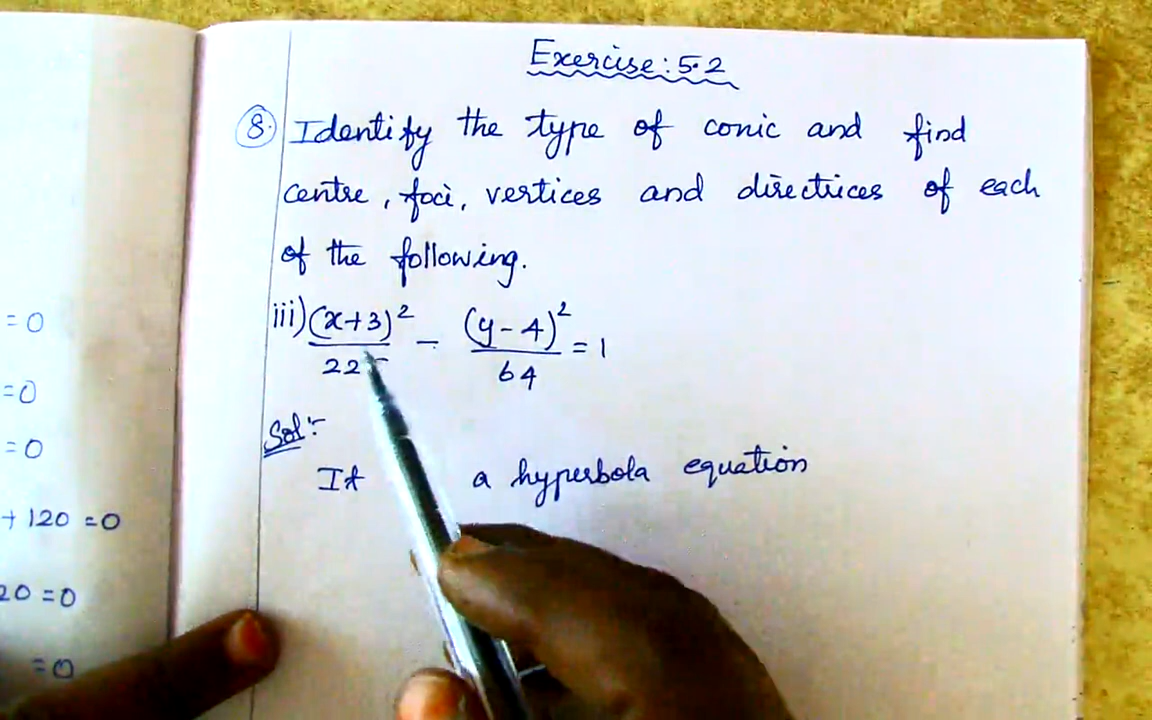 Exercise: 5.2
8. Identify the type of conic and find
centre, foci, vertices and directrices of each
of the following.
iii) (x+3)² / 225 - (y-4)² / 64 = 1
Sol:-
It a hyperbola equation
=0
=0
=0
+ 120 =0
20 =0
=0